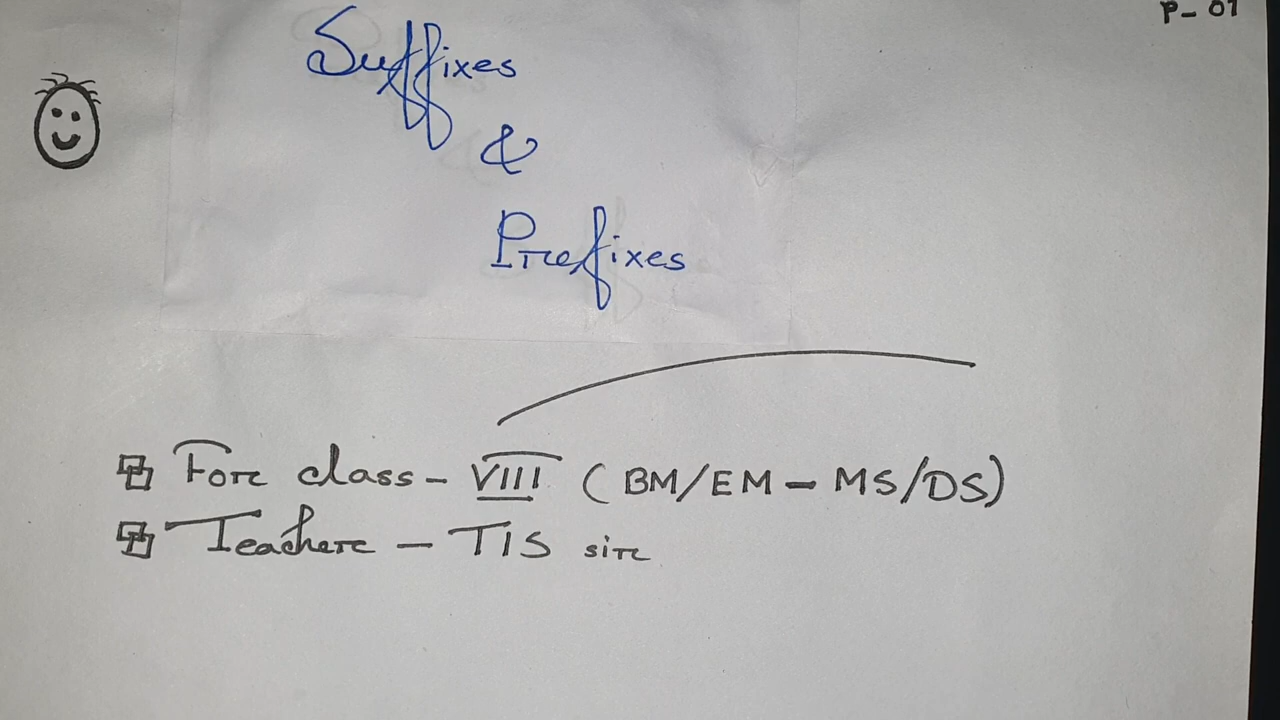 P- 01
Suffixes
&
Prefixes
For class- VIII (BM/EM - MS/DS)
Teacher - TIS sir